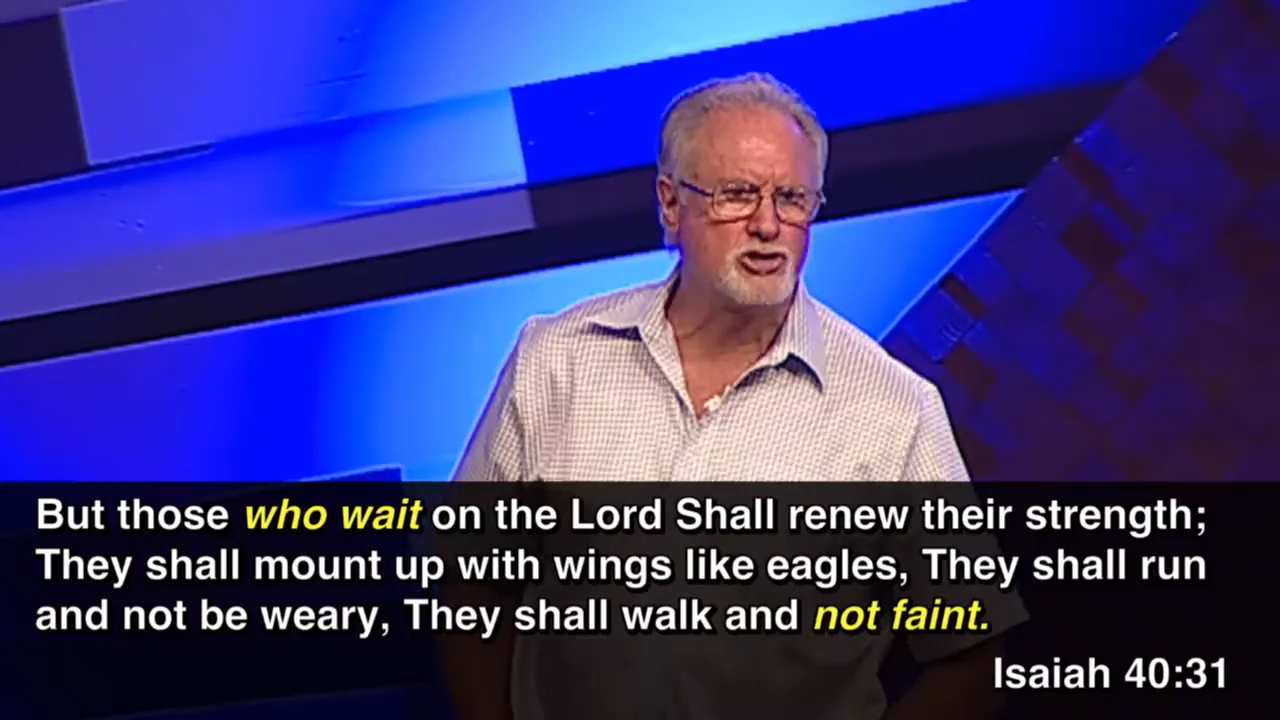 But those who wait on the Lord Shall renew their strength;
They shall mount up with wings like eagles, They shall run
and not be weary, They shall walk and not faint.
Isaiah 40:31